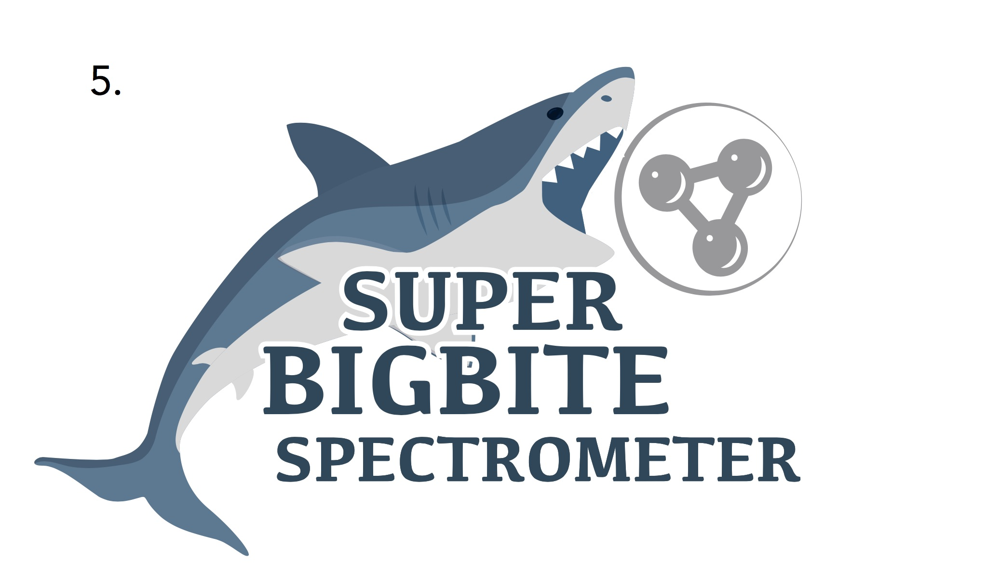 5.
SUPER
BIGBITE
SPECTROMETER